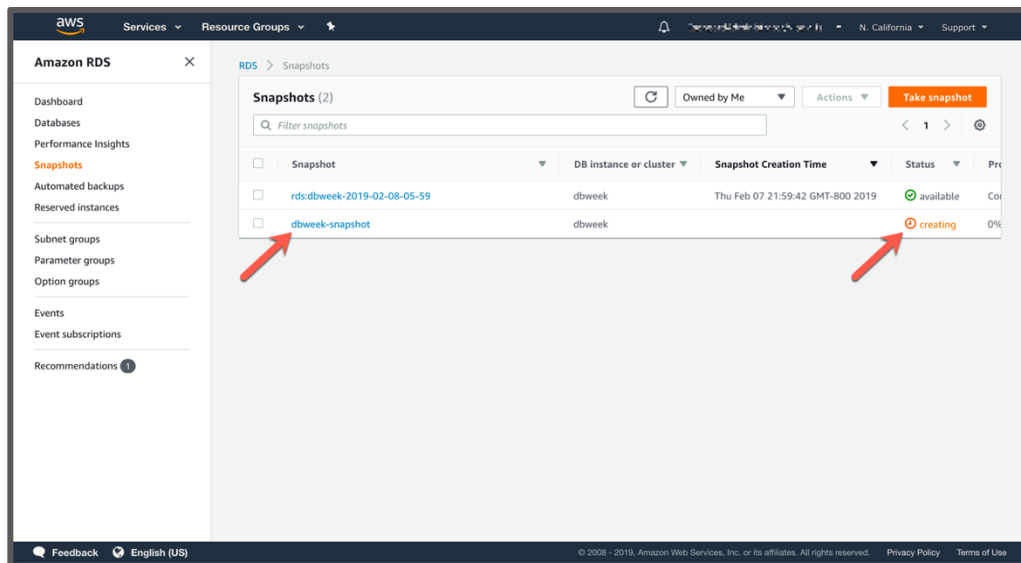 aws
Services
Resource Groups
N. California
Support
Amazon RDS
Dashboard
Databases
Performance Insights
Snapshots
Automated backups
Reserved instances
Subnet groups
Parameter groups
Option groups
Events
Event subscriptions
Recommendations 1
RDS > Snapshots
Snapshots (2)
Owned by Me
Actions
Take snapshot
Filter snapshots
1
Snapshot DB instance or cluster Snapshot Creation Time Status
rds:dbweek-2019-02-08-05-59 dbweek Thu Feb 07 21:59:42 GMT-800 2019 available
dbweek-snapshot dbweek creating 0%
Feedback English (US)
© 2008 - 2019, Amazon Web Services, Inc. or its affiliates. All rights reserved. Privacy Policy Terms of Use